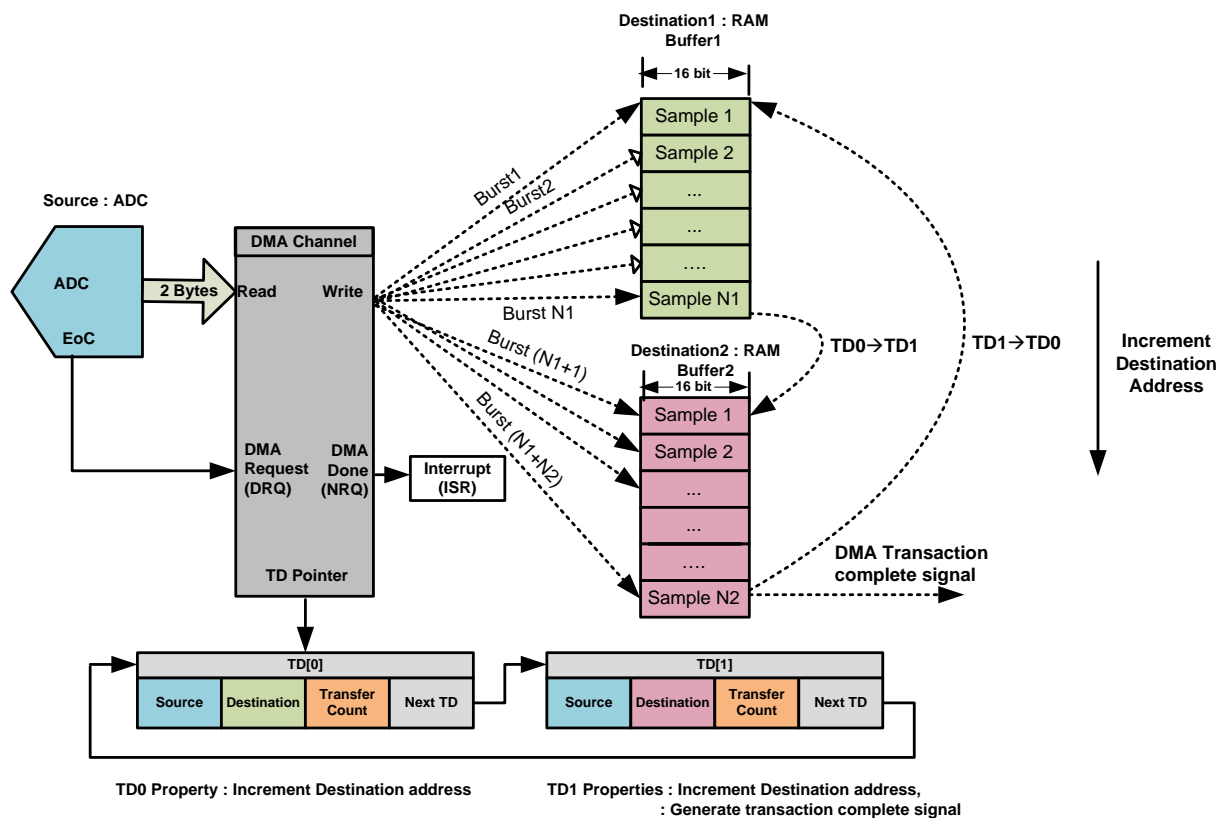 Destination1 : RAM
Buffer1
16 bit
Sample 1
Sample 2
...
...
....
Sample N1
Burst1
Burst2
Burst N1
Source : ADC
ADC
EoC
2 Bytes
DMA Channel
Read
Write
DMA
Request
(DRQ)
DMA
Done
(NRQ)
Interrupt
(ISR)
TD Pointer
Burst (N1+1)
Burst (N1+N2)
Destination2 : RAM
Buffer2
16 bit
Sample 1
Sample 2
...
...
....
Sample N2
TD0→TD1
TD1→TD0
Increment
Destination
Address
DMA Transaction
complete signal
TD[0]
Source
Destination
Transfer
Count
Next TD
TD[1]
Source
Destination
Transfer
Count
Next TD
TD0 Property : Increment Destination address
TD1 Properties : Increment Destination address,
: Generate transaction complete signal